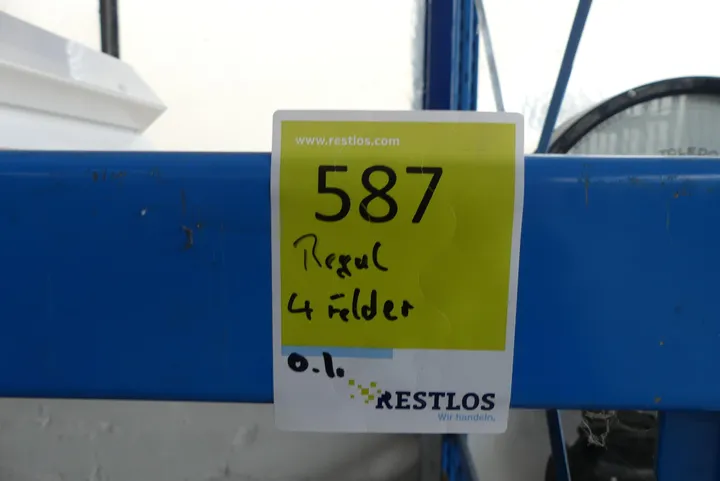 www.restlos.com
587
Regal
4 Felder
o.I.
RESTLOS
Wir handeln.
TOLEDO